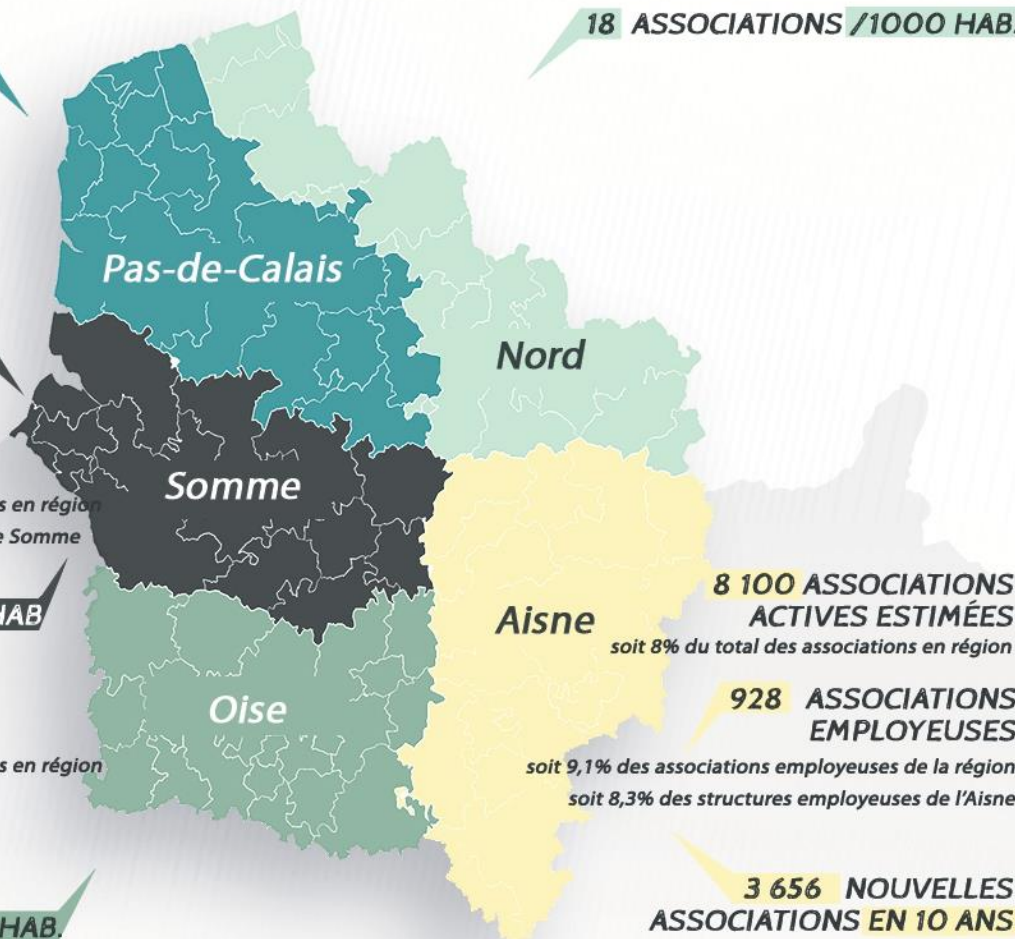 18 ASSOCIATIONS /1000 HAB.
Pas-de-Calais
Nord
Somme
s en région
e Somme
HAB
Aisne
8 100 ASSOCIATIONS
ACTIVES ESTIMÉES
soit 8% du total des associations en région
Oise
928 ASSOCIATIONS
EMPLOYEUSES
s en région
soit 9,1% des associations employeuses de la région
soit 8,3% des structures employeuses de l'Aisne
3 656 NOUVELLES
ASSOCIATIONS EN 10 ANS
HAB.